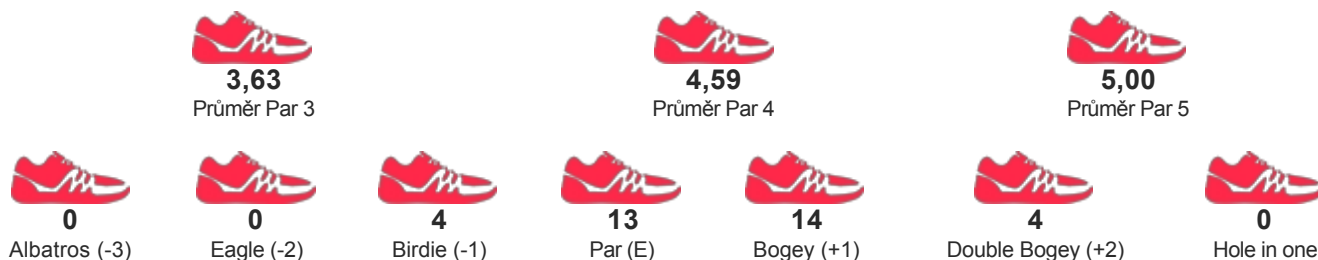 3,63 4,59 5,00
Průměr Par 3 Průměr Par 4 Průměr Par 5
0 0 4 13 14 4 0
Albatros (-3) Eagle (-2) Birdie (-1) Par (E) Bogey (+1) Double Bogey (+2) Hole in one